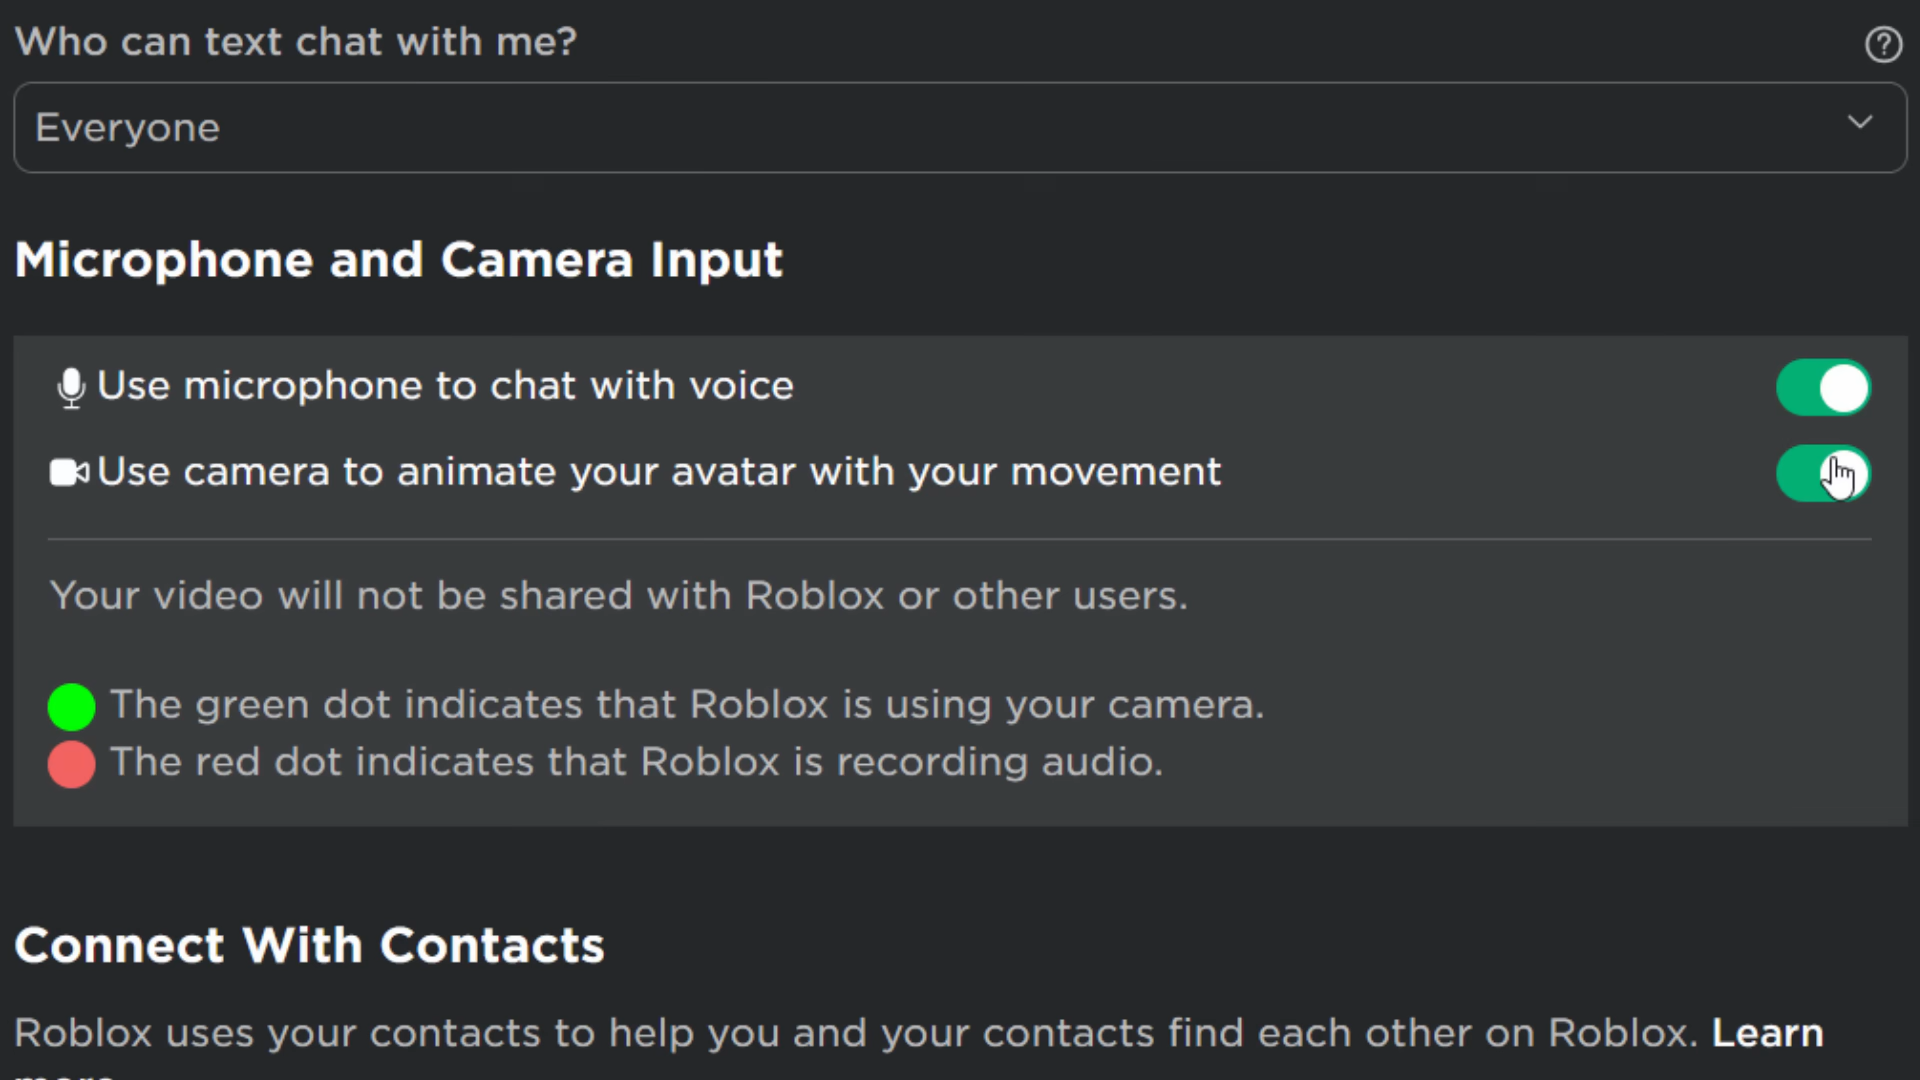 Who can text chat with me?
Everyone
Microphone and Camera Input
Use microphone to chat with voice
Use camera to animate your avatar with your movement
Your video will not be shared with Roblox or other users.
The green dot indicates that Roblox is using your camera.
The red dot indicates that Roblox is recording audio.
Connect With Contacts
Roblox uses your contacts to help you and your contacts find each other on Roblox. Learn